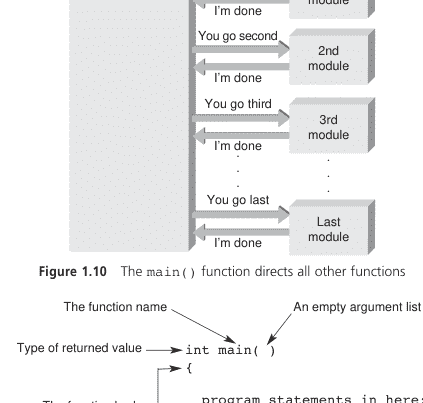 module
I'm done
You go second
2nd
module
I'm done
You go third
3rd
module
I'm done
You go last
Last
module
I'm done
Figure 1.10 The main() function directs all other functions
The function name
An empty argument list
Type of returned value
int main( )
{
program statements in here;